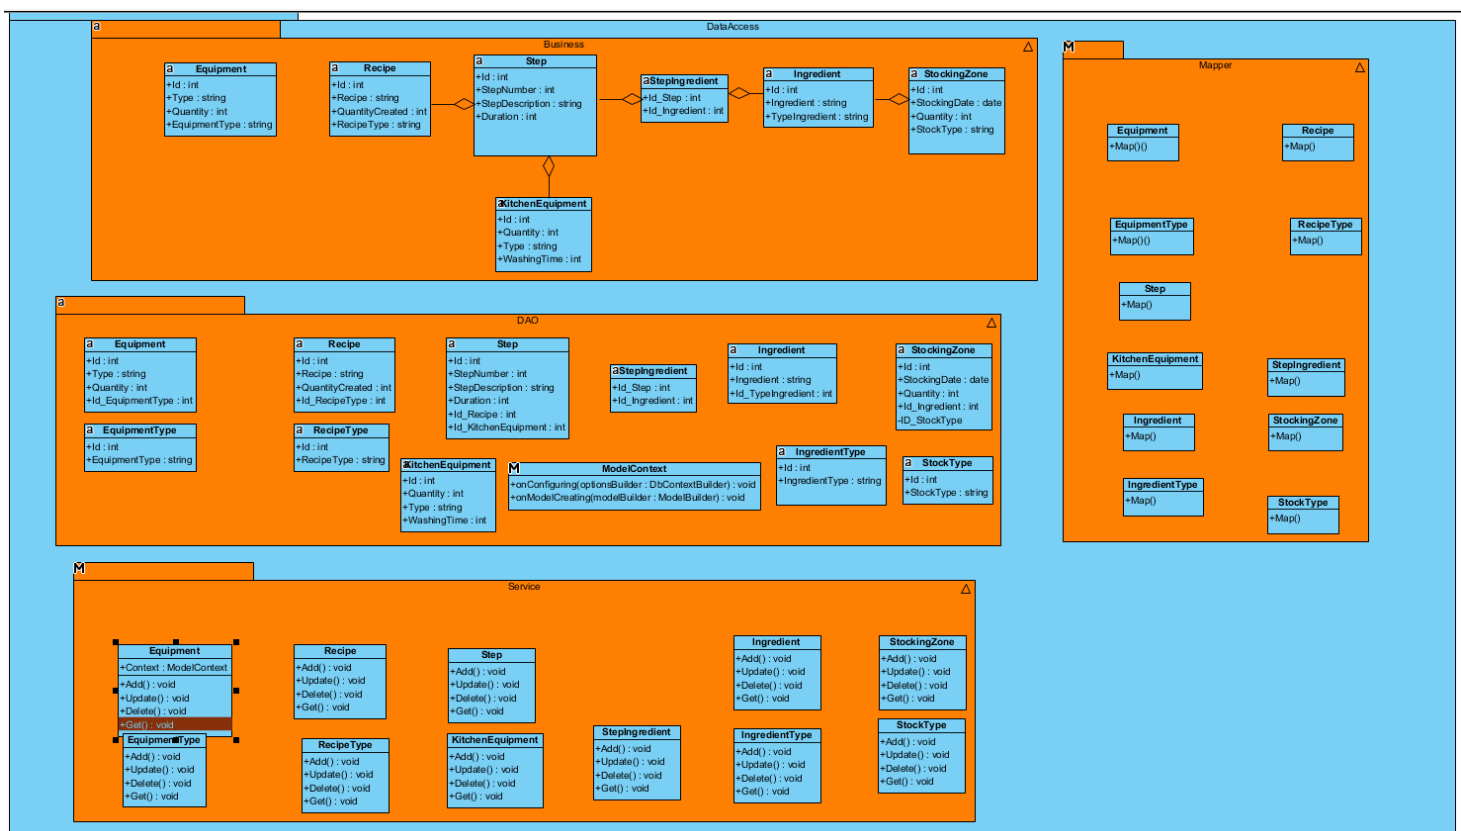 DataAccess
a
Business
a Equipment
+Id : int
+Type : string
+Quantity : int
+EquipmentType : string
a Recipe
+Id : int
+Recipe : string
+QuantityCreated : int
+RecipeType : string
a Step
+Id : int
+StepNumber : int
+StepDescription : string
+Duration : int
a StepIngredient
+Id_Step : int
+Id_Ingredient : int
a Ingredient
+Id : int
+Ingredient : string
+TypeIngredient : string
a StockingZone
+Id : int
+StockingDate : date
+Quantity : int
+StockType : string
a KitchenEquipment
+Id : int
+Quantity : int
+Type : string
+WashingTime : int
M
Mapper
Equipment
+Map()()
Recipe
+Map()
EquipmentType
+Map()()
RecipeType
+Map()
Step
+Map()
KitchenEquipment
+Map()
StepIngredient
+Map()
Ingredient
+Map()
StockingZone
+Map()
IngredientType
+Map()
StockType
+Map()
a
DAO
a Equipment
+Id : int
+Type : string
+Quantity : int
+Id_EquipmentType : int
a Recipe
+Id : int
+Recipe : string
+QuantityCreated : int
+Id_RecipeType : int
a Step
+Id : int
+StepNumber : int
+StepDescription : string
+Duration : int
+Id_Recipe : int
+Id_KitchenEquipment : int
a StepIngredient
+Id_Step : int
+Id_Ingredient : int
a Ingredient
+Id : int
+Ingredient : string
+Id_TypeIngredient : int
a StockingZone
+Id : int
+StockingDate : date
+Quantity : int
+Id_Ingredient : int
-ID_StockType
a EquipmentType
+Id : int
+EquipmentType : string
a RecipeType
+Id : int
+RecipeType : string
a KitchenEquipment
+Id : int
+Quantity : int
+Type : string
+WashingTime : int
M ModelContext
+onConfiguring(optionsBuilder : DbContextBuilder) : void
+onModelCreating(modelBuilder : ModelBuilder) : void
a IngredientType
+Id : int
+IngredientType : string
a StockType
+Id : int
+StockType : string
M
Service
Equipment
+Context : ModelContext
+Add() : void
+Update() : void
+Delete() : void
+Get() : void
Recipe
+Add() : void
+Update() : void
+Delete() : void
+Get() : void
Step
+Add() : void
+Update() : void
+Delete() : void
+Get() : void
Ingredient
+Add() : void
+Update() : void
+Delete() : void
+Get() : void
StockingZone
+Add() : void
+Update() : void
+Delete() : void
+Get() : void
EquipmentType
+Add() : void
+Update() : void
+Delete() : void
+Get() : void
RecipeType
+Add() : void
+Update() : void
+Delete() : void
+Get() : void
KitchenEquipment
+Add() : void
+Update() : void
+Delete() : void
+Get() : void
StepIngredient
+Add() : void
+Update() : void
+Delete() : void
+Get() : void
IngredientType
+Add() : void
+Update() : void
+Delete() : void
+Get() : void
StockType
+Add() : void
+Update() : void
+Delete() : void
+Get() : void